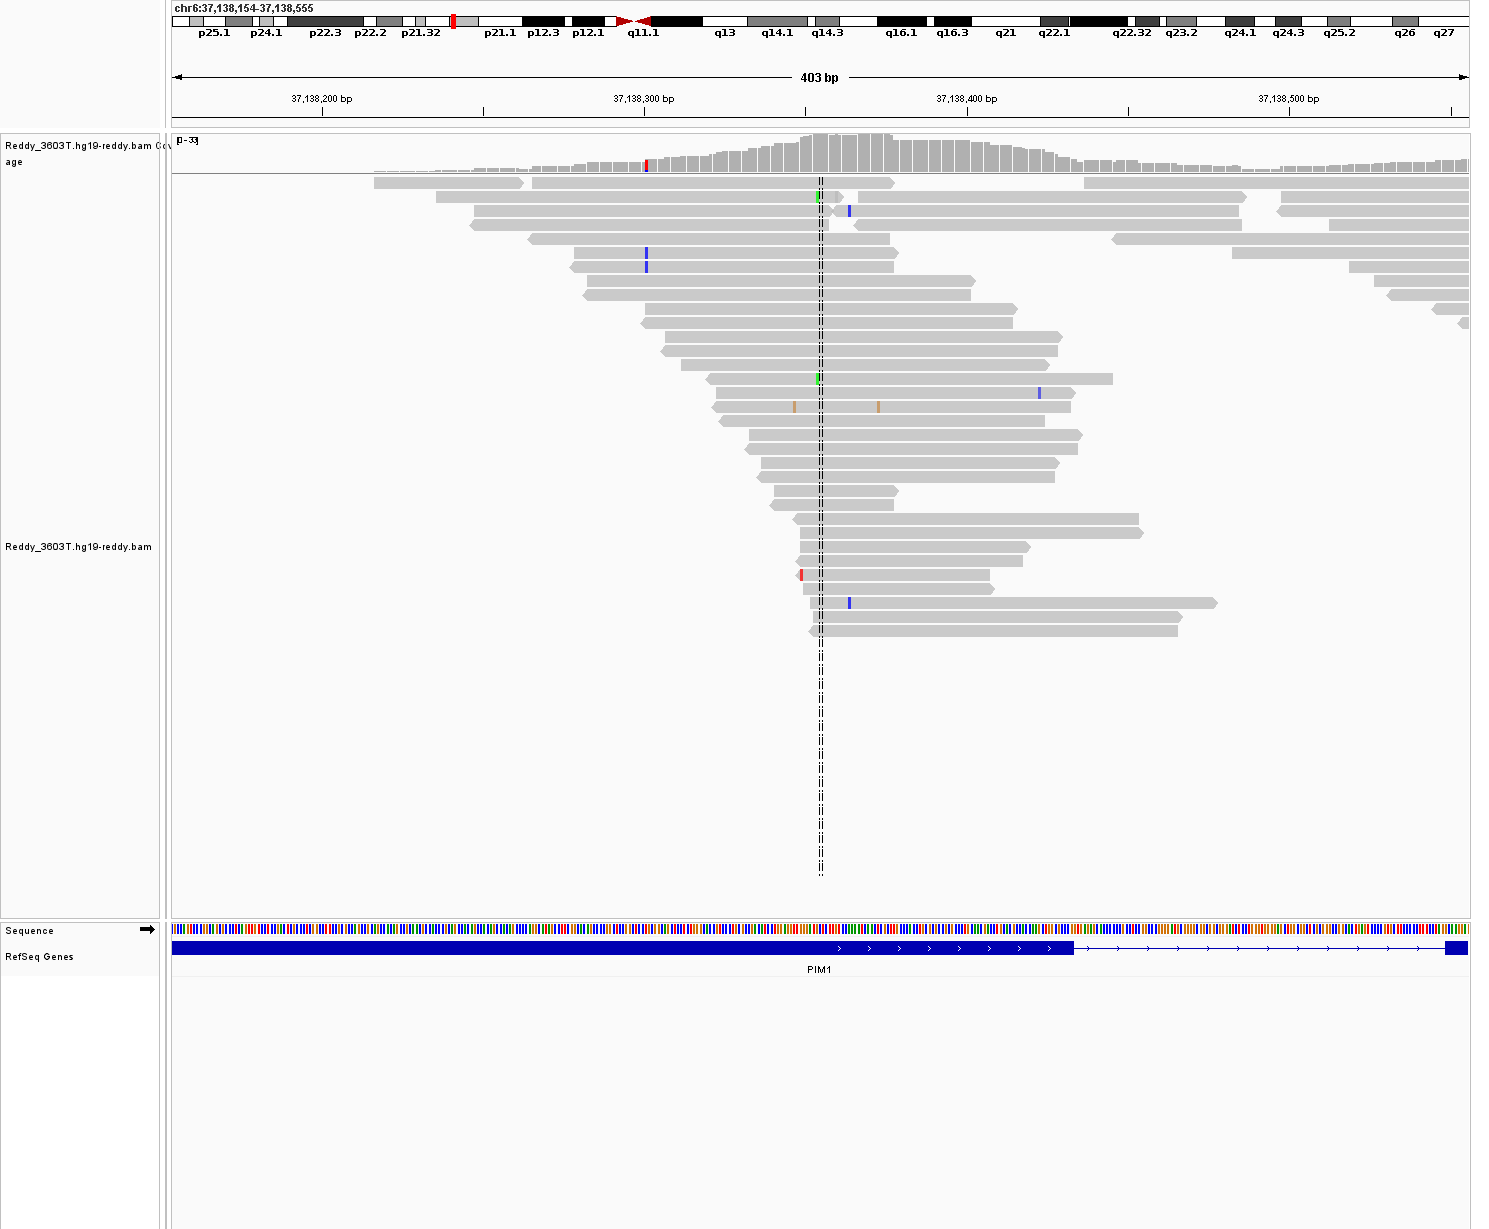 chr6:37,138,154-37,138,555
p25.1 p24.1 p22.3 p22.2 p21.32 p21.1 p12.3 p12.1 q11.1 q13 q14.1 q14.3 q16.1 q16.3 q21 q22.1 q22.32 q23.2 q24.1 q24.3 q25.2 q26 q27
403 bp
37,138,200 bp 37,138,300 bp 37,138,400 bp 37,138,500 bp
[0-33]
Reddy_3603T.hg19-reddy.bam Cov
age
Reddy_3603T.hg19-reddy.bam
Sequence
RefSeq Genes
PIM1